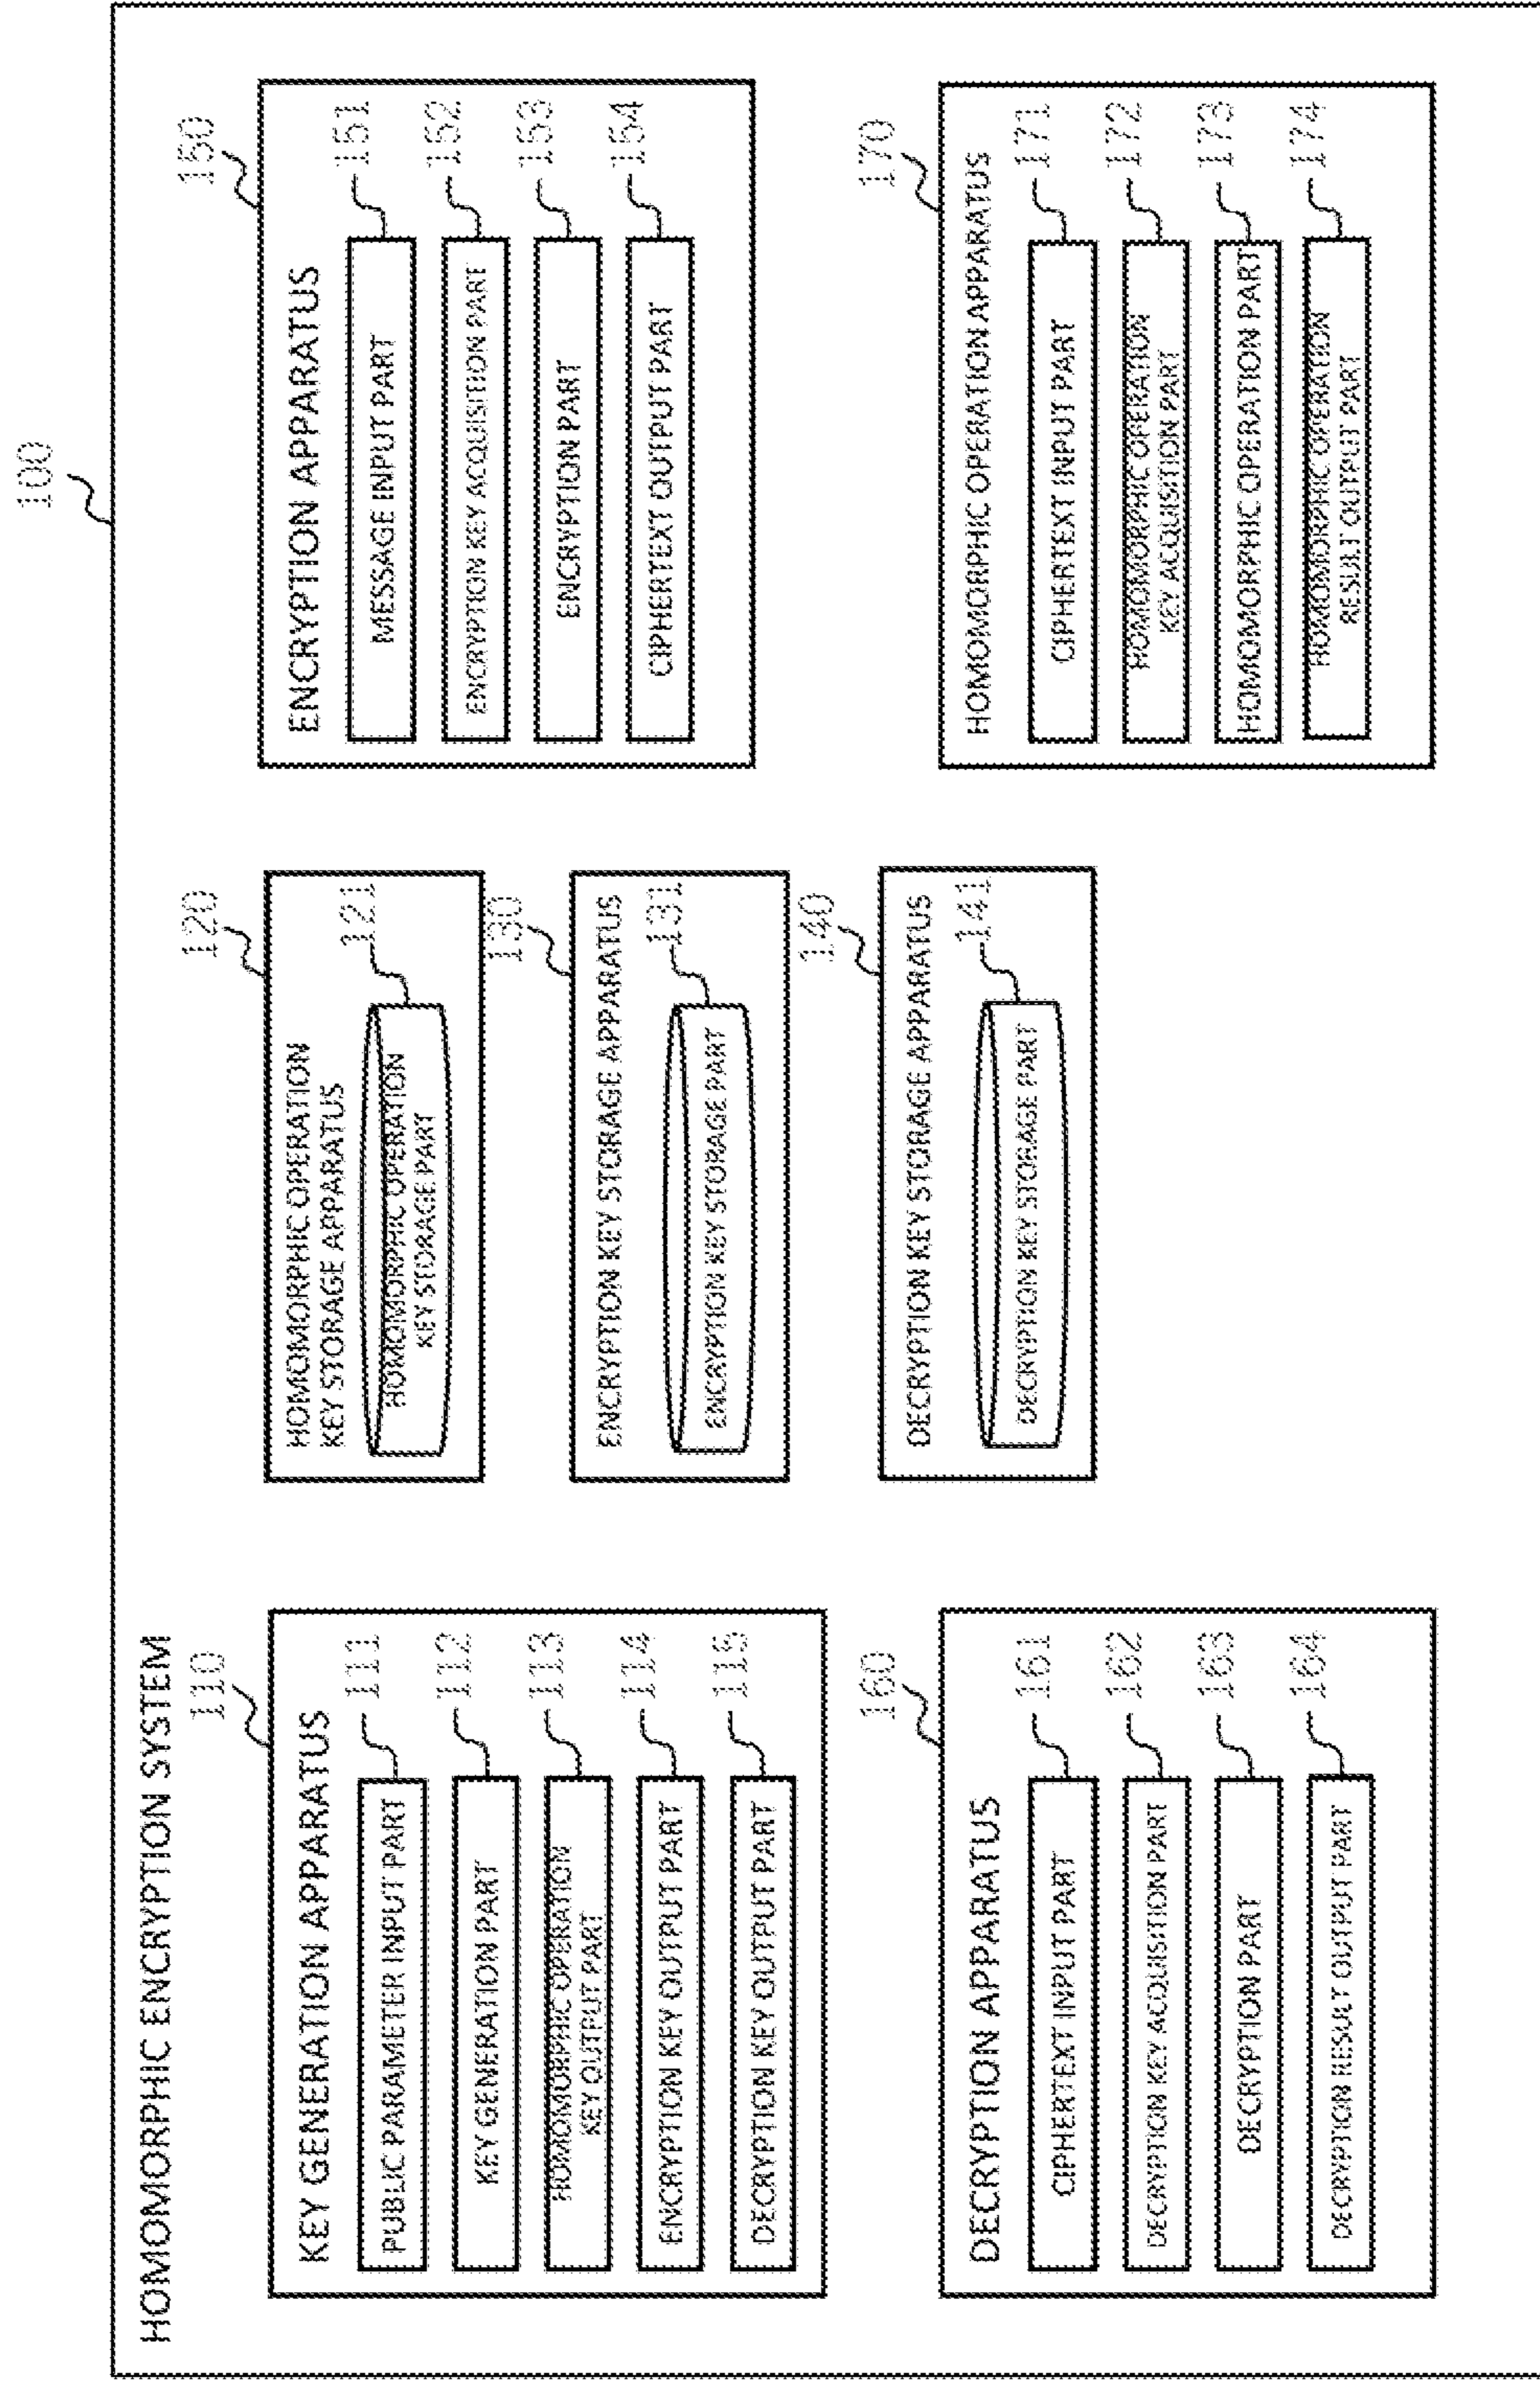 100
HOMOMORPHIC ENCRYPTION SYSTEM
110
KEY GENERATION APPARATUS
PUBLIC PARAMETER INPUT PART
111
KEY GENERATION PART
112
HOMOMORPHIC OPERATION
KEY OUTPUT PART
113
ENCRYPTION KEY OUTPUT PART
114
DECRYPTION KEY OUTPUT PART
115
120
HOMOMORPHIC OPERATION
KEY STORAGE APPARATUS
121
HOMOMORPHIC OPERATION
KEY STORAGE PART
130
ENCRYPTION KEY STORAGE APPARATUS
131
ENCRYPTION KEY STORAGE PART
140
DECRYPTION KEY STORAGE APPARATUS
141
DECRYPTION KEY STORAGE PART
150
ENCRYPTION APPARATUS
MESSAGE INPUT PART
151
ENCRYPTION KEY ACQUISITION PART
152
ENCRYPTION PART
153
CIPHERTEXT OUTPUT PART
154
160
DECRYPTION APPARATUS
CIPHERTEXT INPUT PART
161
DECRYPTION KEY ACQUISITION PART
162
DECRYPTION PART
163
DECRYPTION RESULT OUTPUT PART
164
170
HOMOMORPHIC OPERATION APPARATUS
CIPHERTEXT INPUT PART
171
HOMOMORPHIC OPERATION
KEY ACQUISITION PART
172
HOMOMORPHIC OPERATION PART
173
HOMOMORPHIC OPERATION
RESULT OUTPUT PART
174